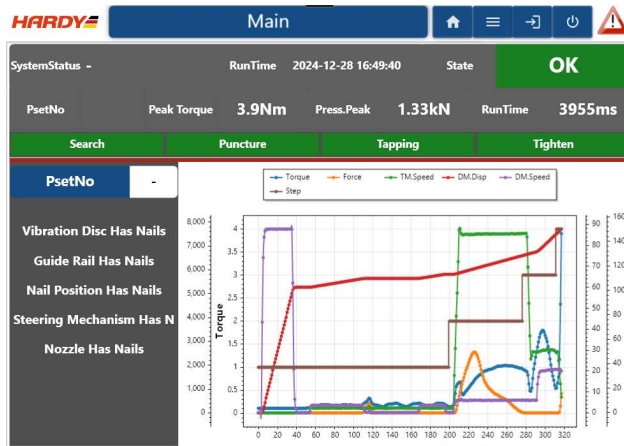 HARDY
Main
SystemStatus -
RunTime 2024-12-28 16:49:40
State OK
PsetNo
Peak Torque 3.9Nm
Press.Peak 1.33kN
RunTime 3955ms
Search Puncture Tapping Tighten
PsetNo -
Vibration Disc Has Nails
Guide Rail Has Nails
Nail Position Has Nails
Steering Mechanism Has N
Nozzle Has Nails
Torque Force TM.Speed DM.Disp DM.Speed
Step
8,000 4 90 160
7,000 3.5 80 140
6,000 3 70 120
5,000 2.5 60 100
4,000 2 50 80
3,000 1.5 40 60
2,000 1 30 40
1,000 0.5 20 20
0 0 10 0
0
Torque
0 20 40 60 80 100 120 140 160 180 200 220 240 260 280 300 320